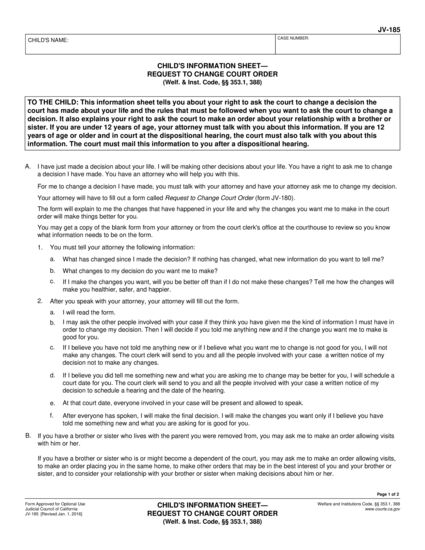 JV-185
CHILD'S NAME:
CASE NUMBER:
CHILD'S INFORMATION SHEET—
REQUEST TO CHANGE COURT ORDER
(Welf. & Inst. Code, §§ 353.1, 388)
TO THE CHILD: This information sheet tells you about your right to ask the court to change a decision the
court has made about your life and the rules that must be followed when you want to ask the court to change a
decision. It also explains your right to ask the court to make an order about your relationship with a brother or
sister. If you are under 12 years of age, your attorney must talk with you about this information. If you are 12
years of age or older and in court at the dispositional hearing, the court must also talk with you about this
information. The court must mail this information to you after a dispositional hearing.
A. I have just made a decision about your life. I will be making other decisions about your life. You have a right to ask me to change
a decision I have made. You have an attorney who will help you with this.
For me to change a decision I have made, you must talk with your attorney and have your attorney ask me to change my decision.
Your attorney will have to fill out a form called Request to Change Court Order (form JV-180).
The form will explain to me the changes that have happened in your life and why the changes you want me to make in the court
order will make things better for you.
You may get a copy of the blank form from your attorney or from the court clerk's office at the courthouse to review so you know
what information needs to be on the form.
1. You must tell your attorney the following information:
a. What has changed since I made the decision? If nothing has changed, what new information do you want to tell me?
b. What changes to my decision do you want me to make?
c. If I make the changes you want, will you be better off than if I do not make these changes? Tell me how the changes will
make you healthier, safer, and happier.
2. After you speak with your attorney, your attorney will fill out the form.
a. I will read the form.
b. I may ask the other people involved with your case if they think you have given me the kind of information I must have in
order to change my decision. Then I will decide if you told me anything new and if the change you want me to make is
good for you.
c. If I believe you have not told me anything new or if I believe what you want me to change is not good for you, I will not
make any changes. The court clerk will send to you and all the people involved with your case a written notice of my
decision not to make any changes.
d. If I believe you did tell me something new and what you are asking me to change may be better for you, I will schedule a
court date for you. The court clerk will send to you and all the people involved with your case a written notice of my
decision to schedule a hearing and the date of the hearing.
e. At that court date, everyone involved in your case will be present and allowed to speak.
f. After everyone has spoken, I will make the final decision. I will make the changes you want only if I believe you have
told me something new and what you are asking for is good for you.
B. If you have a brother or sister who lives with the parent you were removed from, you may ask me to make an order allowing visits
with him or her.
If you have a brother or sister who is or might become a dependent of the court, you may ask me to make an order allowing visits,
to make an order placing you in the same home, to make other orders that may be in the best interest of you and your brother or
sister, and to consider your relationship with your brother or sister when making decisions about him or her.
Page 1 of 2
Form Approved for Optional Use
Judicial Council of California
JV-185 [Revised Jan. 1, 2016]
CHILD'S INFORMATION SHEET—
REQUEST TO CHANGE COURT ORDER
(Welf. & Inst. Code, §§ 353.1, 388)
Welfare and Institutions Code, §§ 353.1, 388
www.courts.ca.gov